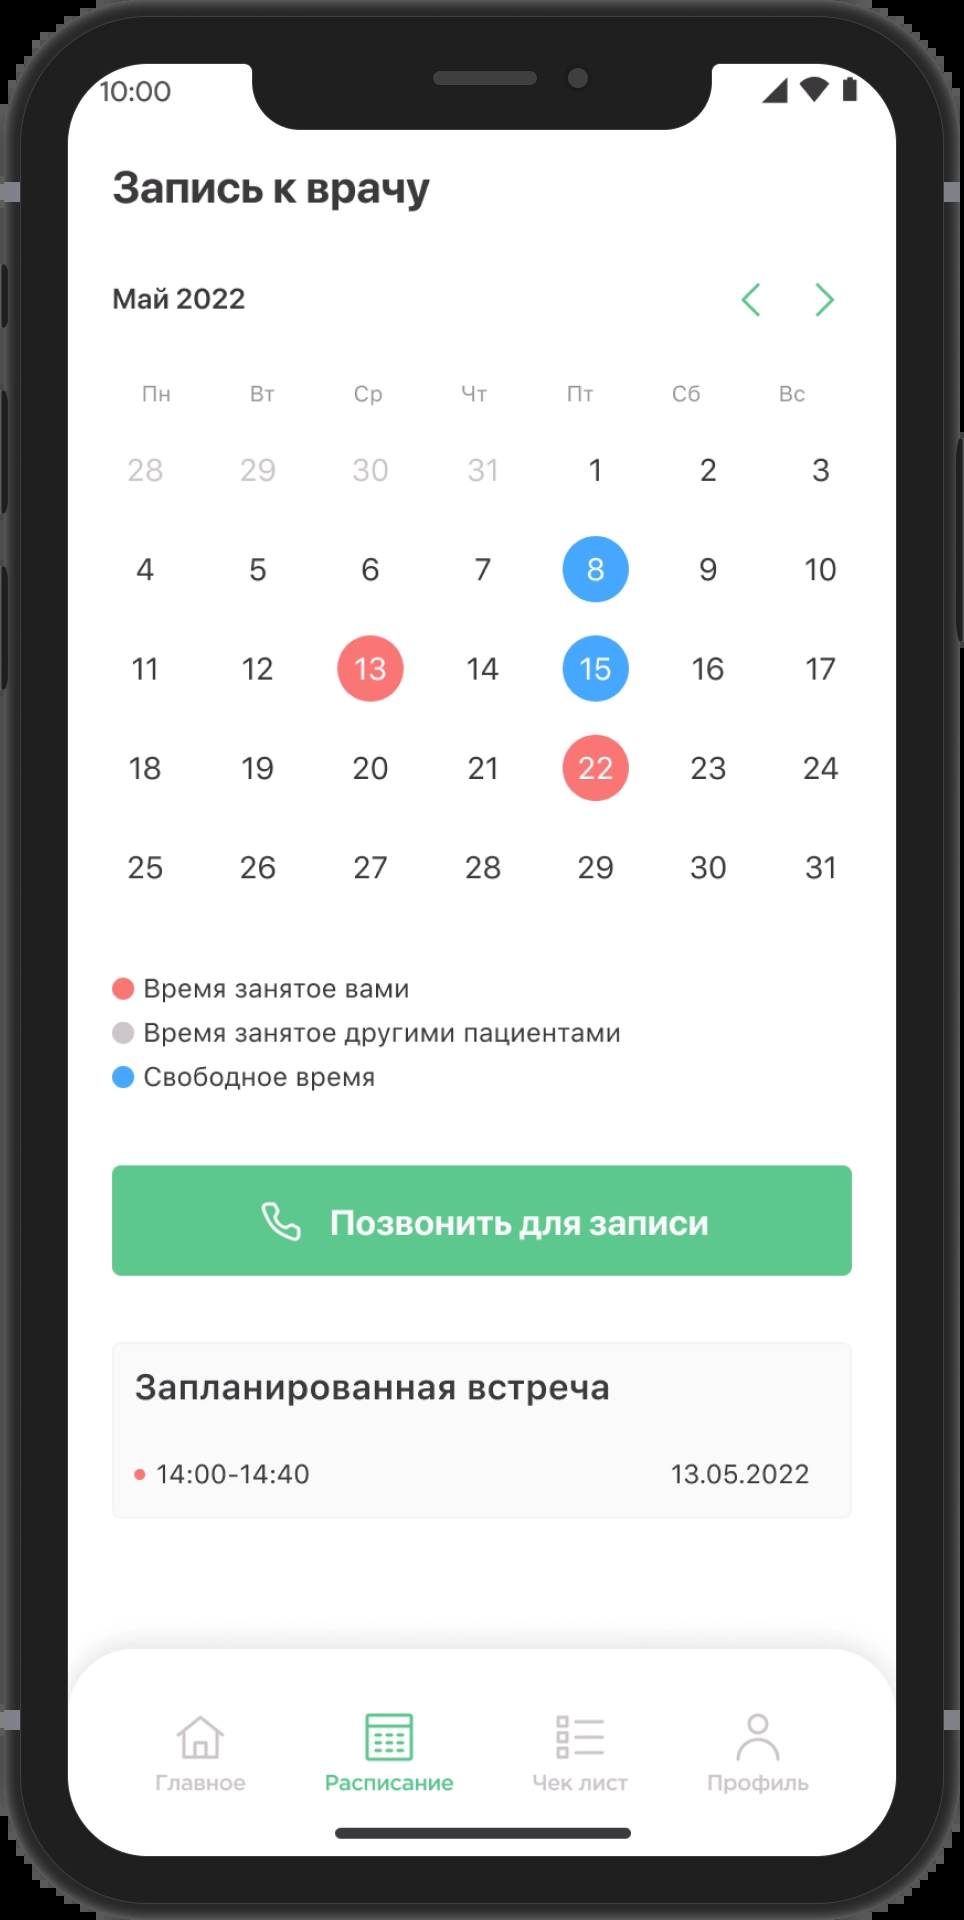 10:00
Запись к врачу
Май 2022
Пн Вт Ср Чт Пт Сб Вс
28 29 30 31 1 2 3
4 5 6 7 8 9 10
11 12 13 14 15 16 17
18 19 20 21 22 23 24
25 26 27 28 29 30 31
Время занятое вами
Время занятое другими пациентами
Свободное время
Позвонить для записи
Запланированная встреча
14:00-14:40 13.05.2022
Главное Расписание Чек лист Профиль